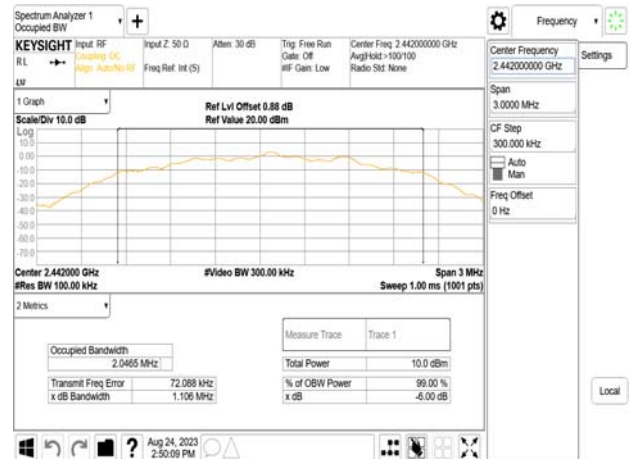 Spectrum Analyzer 1
Occupied BW
+
Frequency
KEYSIGHT Input: RF Input Z: 50 Ω Atten: 30 dB Trig: Free Run Center Freq: 2.442000000 GHz
RL Coupling: DC Gate: Off Avg|Hold:>100/100
Align: Auto/No RF Freq Ref: Int (S) #IF Gain: Low Radio Std: None
Center Frequency
2.442000000 GHz
Settings
Span
3.0000 MHz
CF Step
300.000 kHz
Auto
Man
Freq Offset
0 Hz
Local
1 Graph
Ref Lvl Offset 0.88 dB
Scale/Div 10.0 dB Ref Value 20.00 dBm
Log
10.0
0.00
-10.0
-20.0
-30.0
-40.0
-50.0
-60.0
-70.0
Center 2.442000 GHz #Video BW 300.00 kHz Span 3 MHz
#Res BW 100.00 kHz Sweep 1.00 ms (1001 pts)
2 Metrics
Measure Trace Trace 1
Occupied Bandwidth
2.0465 MHz
Total Power 10.0 dBm
Transmit Freq Error 72.088 kHz % of OBW Power 99.00 %
x dB Bandwidth 1.106 MHz x dB -6.00 dB
? Aug 24, 2023
2:50:09 PM